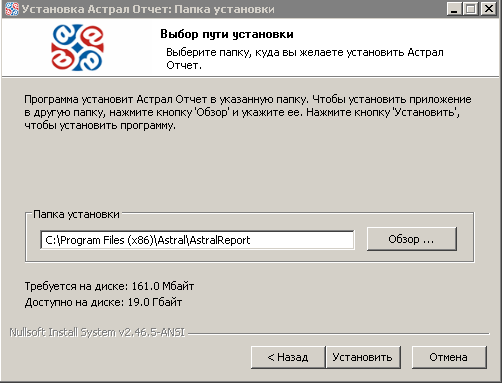 Установка Астрал Отчет: Папка установки
Выбор пути установки
Выберите папку, куда вы желаете установить Астрал
Отчет.
Программа установит Астрал Отчет в указанную папку. Чтобы установить приложение
в другую папку, нажмите кнопку 'Обзор' и укажите ее. Нажмите кнопку 'Установить',
чтобы установить программу.
Папка установки
C:\Program Files (x86)\Astral\AstralReport
Обзор ...
Требуется на диске: 161.0 Мбайт
Доступно на диске: 19.0 Гбайт
Nullsoft Install System v2.46.5-ANSI
< Назад
Установить
Отмена